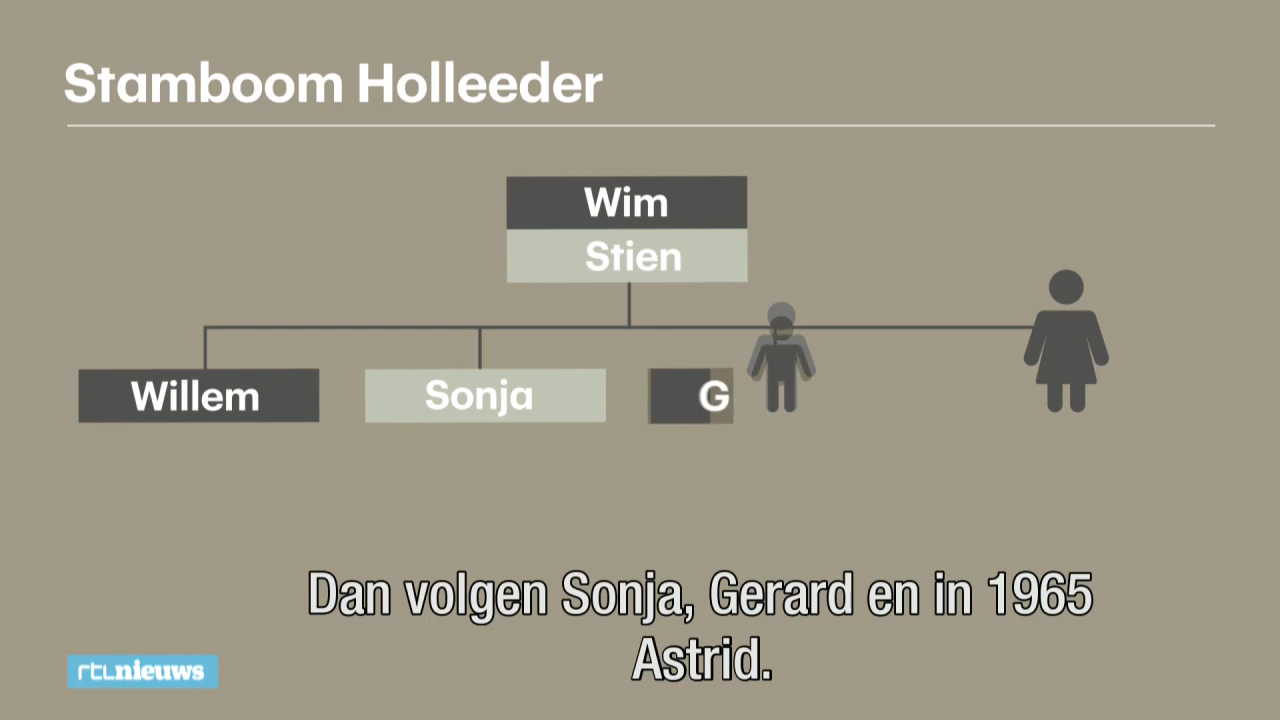 Stamboom Holleeder
Wim
Stien
Willem
Sonja
G
Dan volgen Sonja, Gerard en in 1965
Astrid.
rtlnieuws